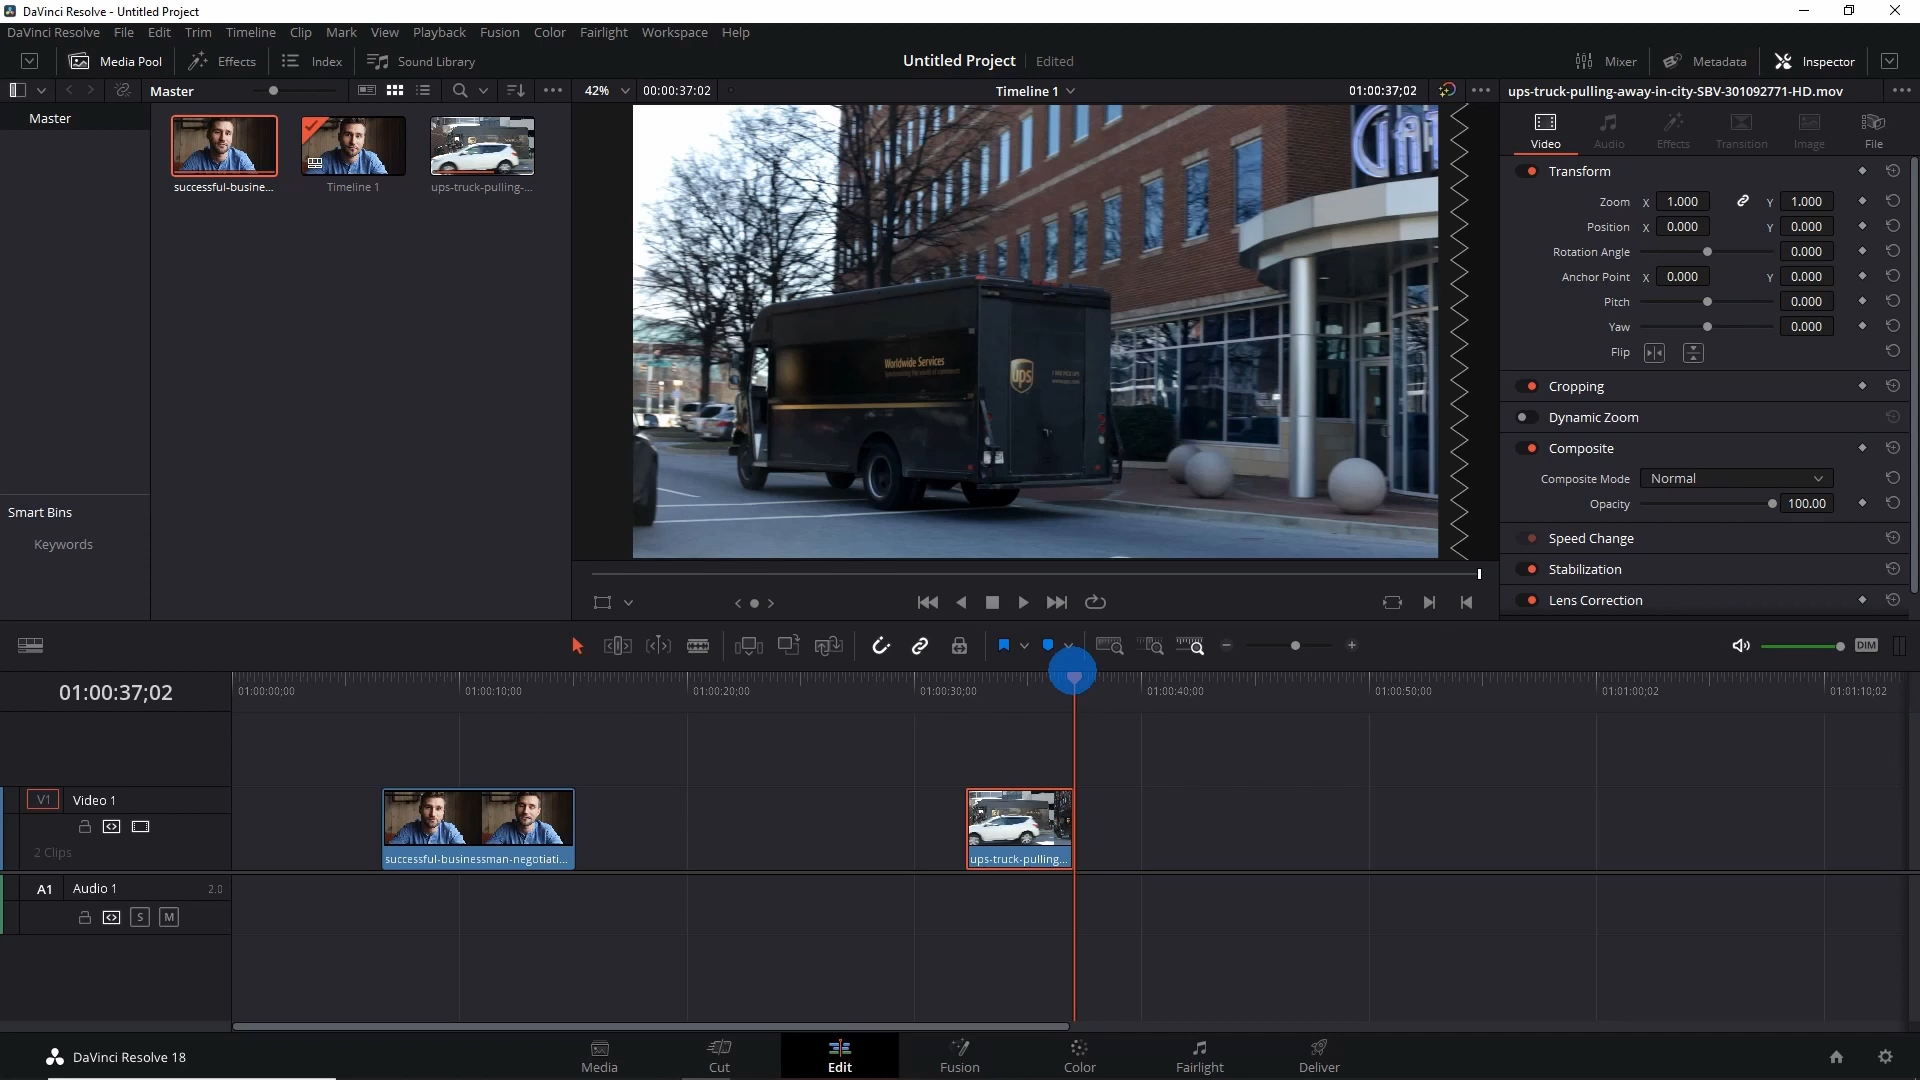 DaVinci Resolve - Untitled Project
DaVinci Resolve File Edit Trim Timeline Clip Mark View Playback Fusion Color Fairlight Workspace Help
Media Pool Effects Index Sound Library Untitled Project Edited Mixer Metadata Inspector
Master 42% 00:00:37:02 Timeline 1 01:00:37;02 ups-truck-pulling-away-in-city-SBV-301092771-HD.mov
Master
successful-busine... Timeline 1 ups-truck-pulling-...
Smart Bins
Keywords
Worldwide Services
ups
Video Audio Effects Transition Image File
Transform
Zoom X 1.000 Y 1.000
Position X 0.000 Y 0.000
Rotation Angle 0.000
Anchor Point X 0.000 Y 0.000
Pitch 0.000
Yaw 0.000
Flip
Cropping
Dynamic Zoom
Composite
Composite Mode Normal
Opacity 100.00
Speed Change
Stabilization
Lens Correction
DIM
01:00:37;02 01:00:00;00 01:00:10;00 01:00:20;00 01:00:30;00 01:00:40;00 01:00:50;00 01:01:00;02 01:01:10;02
V1 Video 1
2 Clips
successful-businessman-negotiati... ups-truck-pulling...
A1 Audio 1 2.0
S M
DaVinci Resolve 18 Media Cut Edit Fusion Color Fairlight Deliver